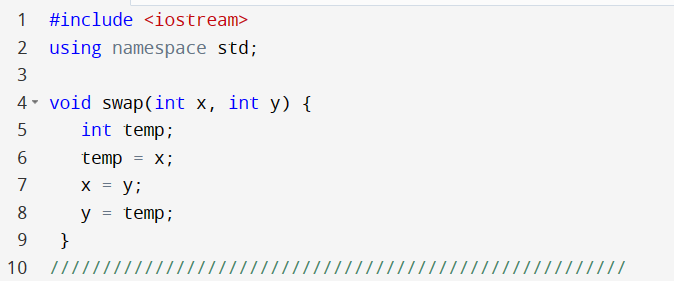 1 #include <iostream>
2 using namespace std;
3
4 void swap(int x, int y) {
5 int temp;
6 temp = x;
7 x = y;
8 y = temp;
9 }
10 ///////////////////////////////////////////////////////